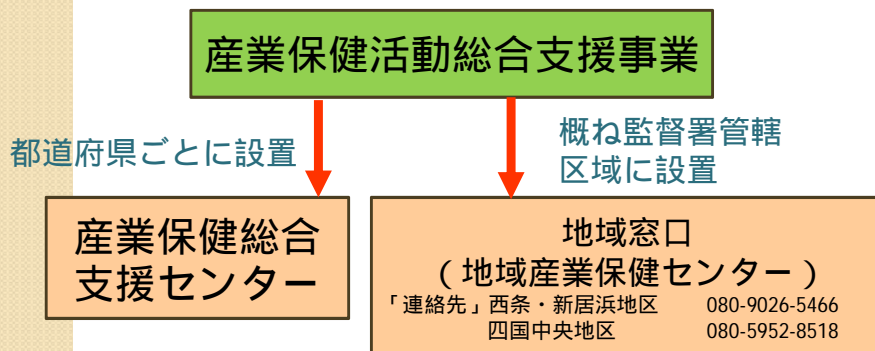 産業保健活動総合支援事業
都道府県ごとに設置
概ね監督署管轄
区域に設置
産業保健総合
支援センター
地域窓口
(地域産業保健センター)
「連絡先」西条・新居浜地区 080-9026-5466
四国中央地区 080-5952-8518